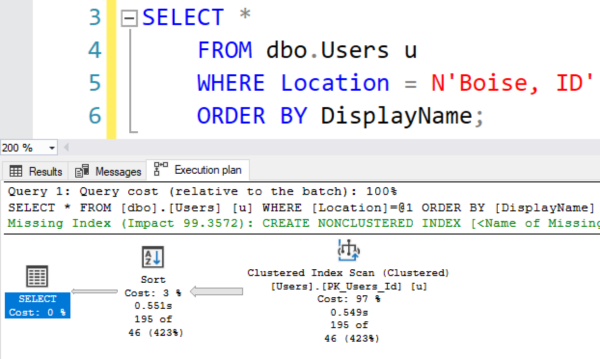 3 SELECT *
4 FROM dbo.Users u
5 WHERE Location = N'Boise, ID'
6 ORDER BY DisplayName;
200 %
Results Messages Execution plan
Query 1: Query cost (relative to the batch): 100%
SELECT * FROM [dbo].[Users] [u] WHERE [Location]=@1 ORDER BY [DisplayName]
Missing Index (Impact 99.3572): CREATE NONCLUSTERED INDEX [<Name of Missing
SELECT
Cost: 0 %
A
Z
Sort
Cost: 3 %
0.551s
195 of
46 (423%)
Clustered Index Scan (Clustered)
[Users].[PK_Users_Id] [u]
Cost: 97 %
0.549s
195 of
46 (423%)